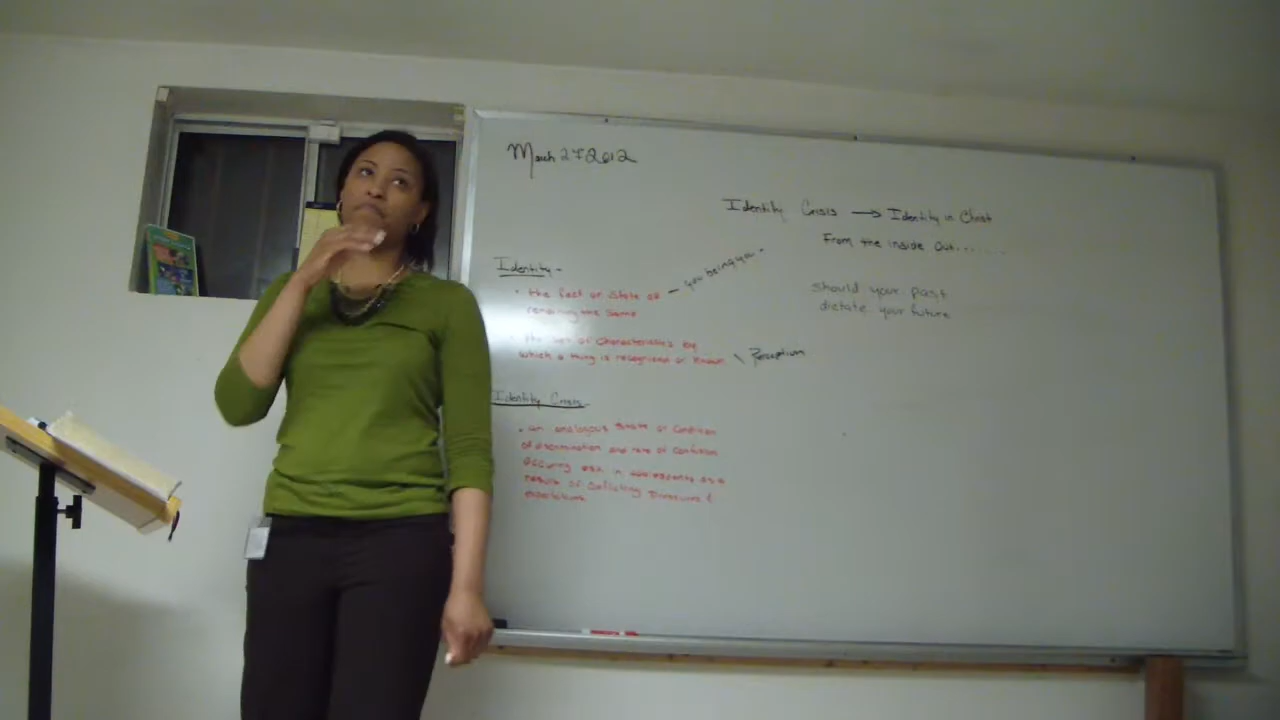 March 27 2012
Identity Crisis → Identity in Christ
From the inside out.......
Identity -
• the fact or state of
remaining the same
— you being you -
should your past
dictate your future
• the set of characteristics by
which a thing is recognized or known
\ Perception
Identity Crisis
• an analogous state or condition
of discrimination and role of confusion
occuring esp. in adolescents as a
result of conflicting pressures &
expectations